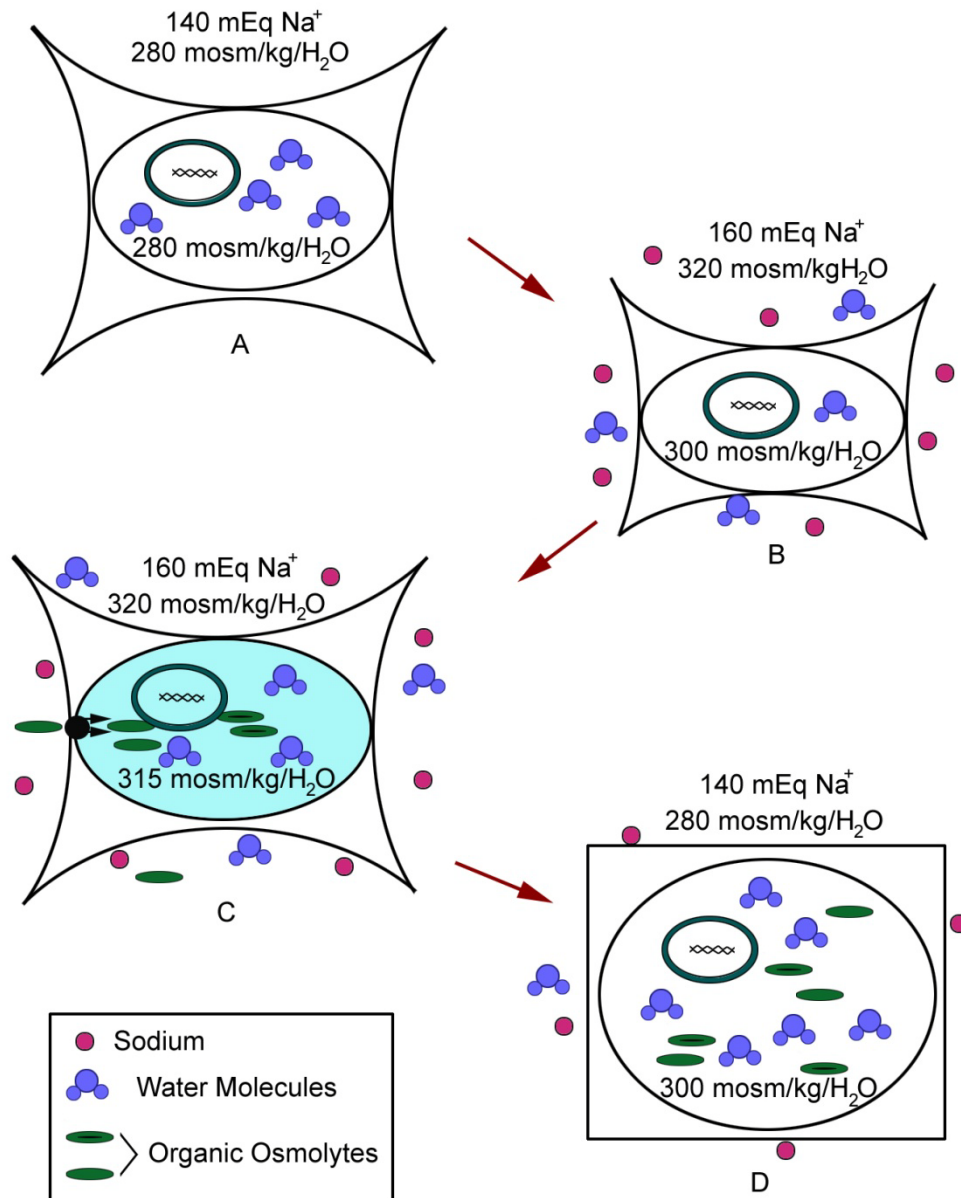 140 mEq Na⁺
280 mosm/kg/H₂O
280 mosm/kg/H₂O
A
160 mEq Na⁺
320 mosm/kgH₂O
300 mosm/kg/H₂O
B
160 mEq Na⁺
320 mosm/kg/H₂O
315 mosm/kg/H₂O
C
140 mEq Na⁺
280 mosm/kg/H₂O
300 mosm/kg/H₂O
D
Sodium
Water Molecules
Organic Osmolytes